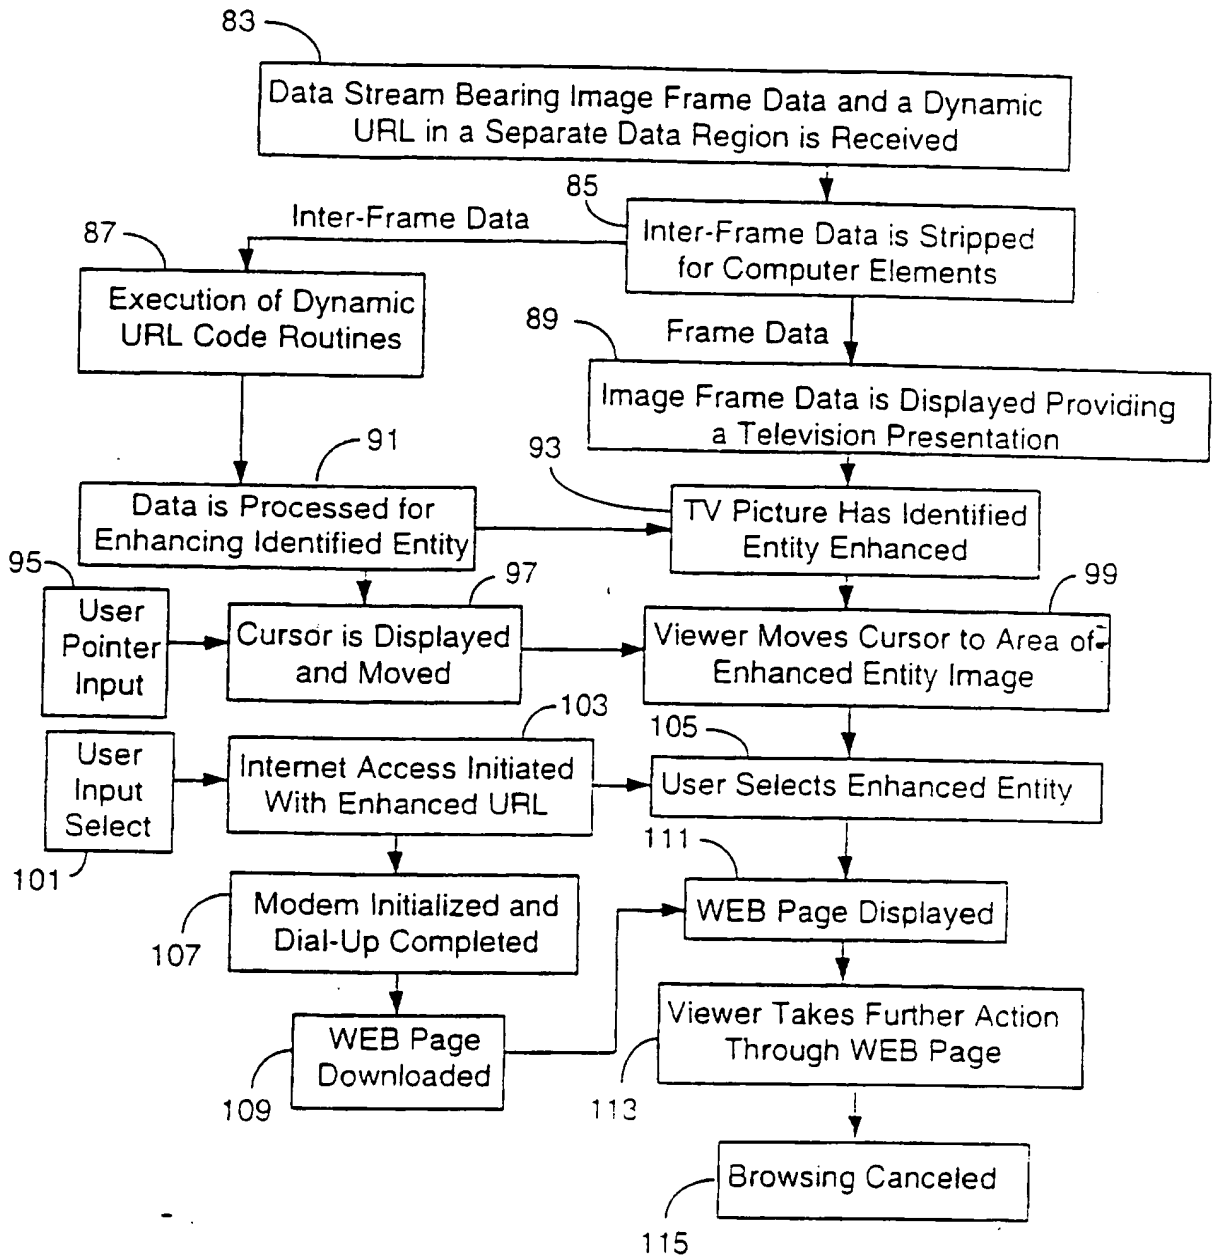 83
Data Stream Bearing Image Frame Data and a Dynamic
URL in a Separate Data Region is Received
85
Inter-Frame Data
87
Inter-Frame Data is Stripped
for Computer Elements
Execution of Dynamic
URL Code Routines
89
Frame Data
Image Frame Data is Displayed Providing
a Television Presentation
91
93
Data is Processed for
Enhancing Identified Entity
TV Picture Has Identified
Entity Enhanced
95
97
99
User
Pointer
Input
Cursor is Displayed
and Moved
Viewer Moves Cursor to Area of
Enhanced Entity Image
103
105
User
Input
Select
Internet Access Initiated
With Enhanced URL
User Selects Enhanced Entity
101
111
107
Modem Initialized and
Dial-Up Completed
WEB Page Displayed
WEB Page
Downloaded
Viewer Takes Further Action
Through WEB Page
109
113
Browsing Canceled
115